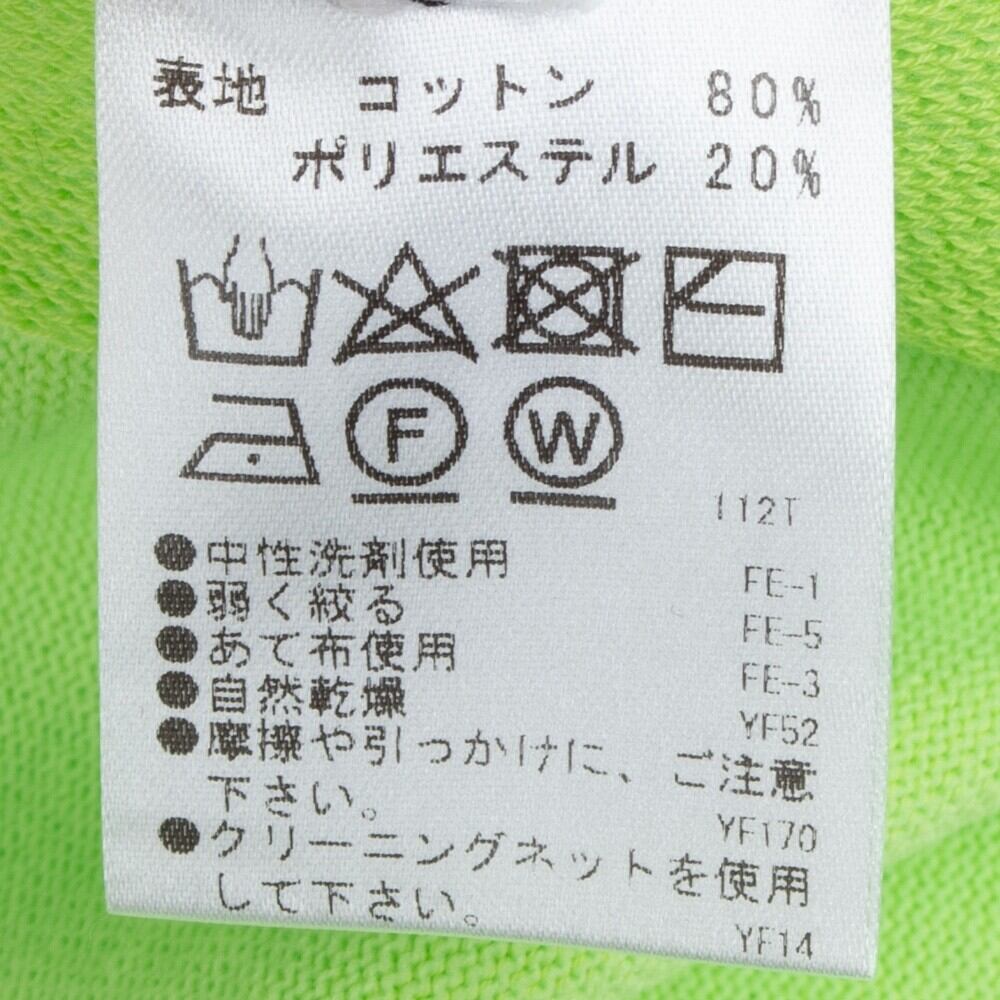 表地 コットン 80%
ポリエステル 20%
F W
112T
●中性洗剤使用
FE-1
●弱く絞る
FE-5
●あて布使用
FE-3
●自然乾燥
YF52
●摩擦や引っかけに、ご注意
下さい。
YF170
●クリーニングネットを使用
して下さい。
YF14